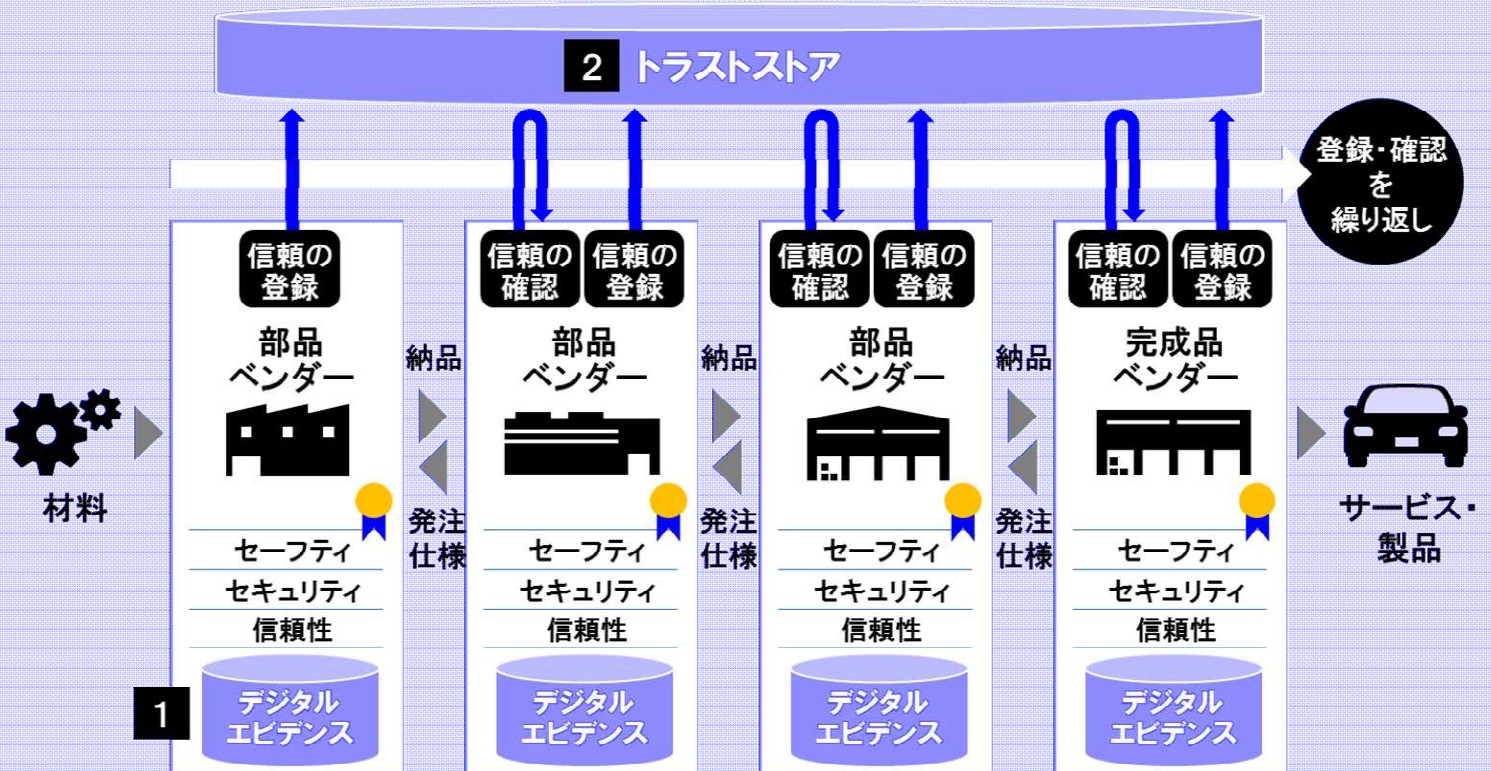 2 トラストストア
登録・確認
を
繰り返し
信頼の
登録
信頼の
確認
信頼の
登録
信頼の
確認
信頼の
登録
信頼の
確認
信頼の
登録
部品
ベンダー
納品
部品
ベンダー
納品
部品
ベンダー
納品
完成品
ベンダー
材料
発注
仕様
発注
仕様
発注
仕様
サービス・
製品
セーフティ
セキュリティ
信頼性
セーフティ
セキュリティ
信頼性
セーフティ
セキュリティ
信頼性
セーフティ
セキュリティ
信頼性
1
デジタル
エビデンス
デジタル
エビデンス
デジタル
エビデンス
デジタル
エビデンス